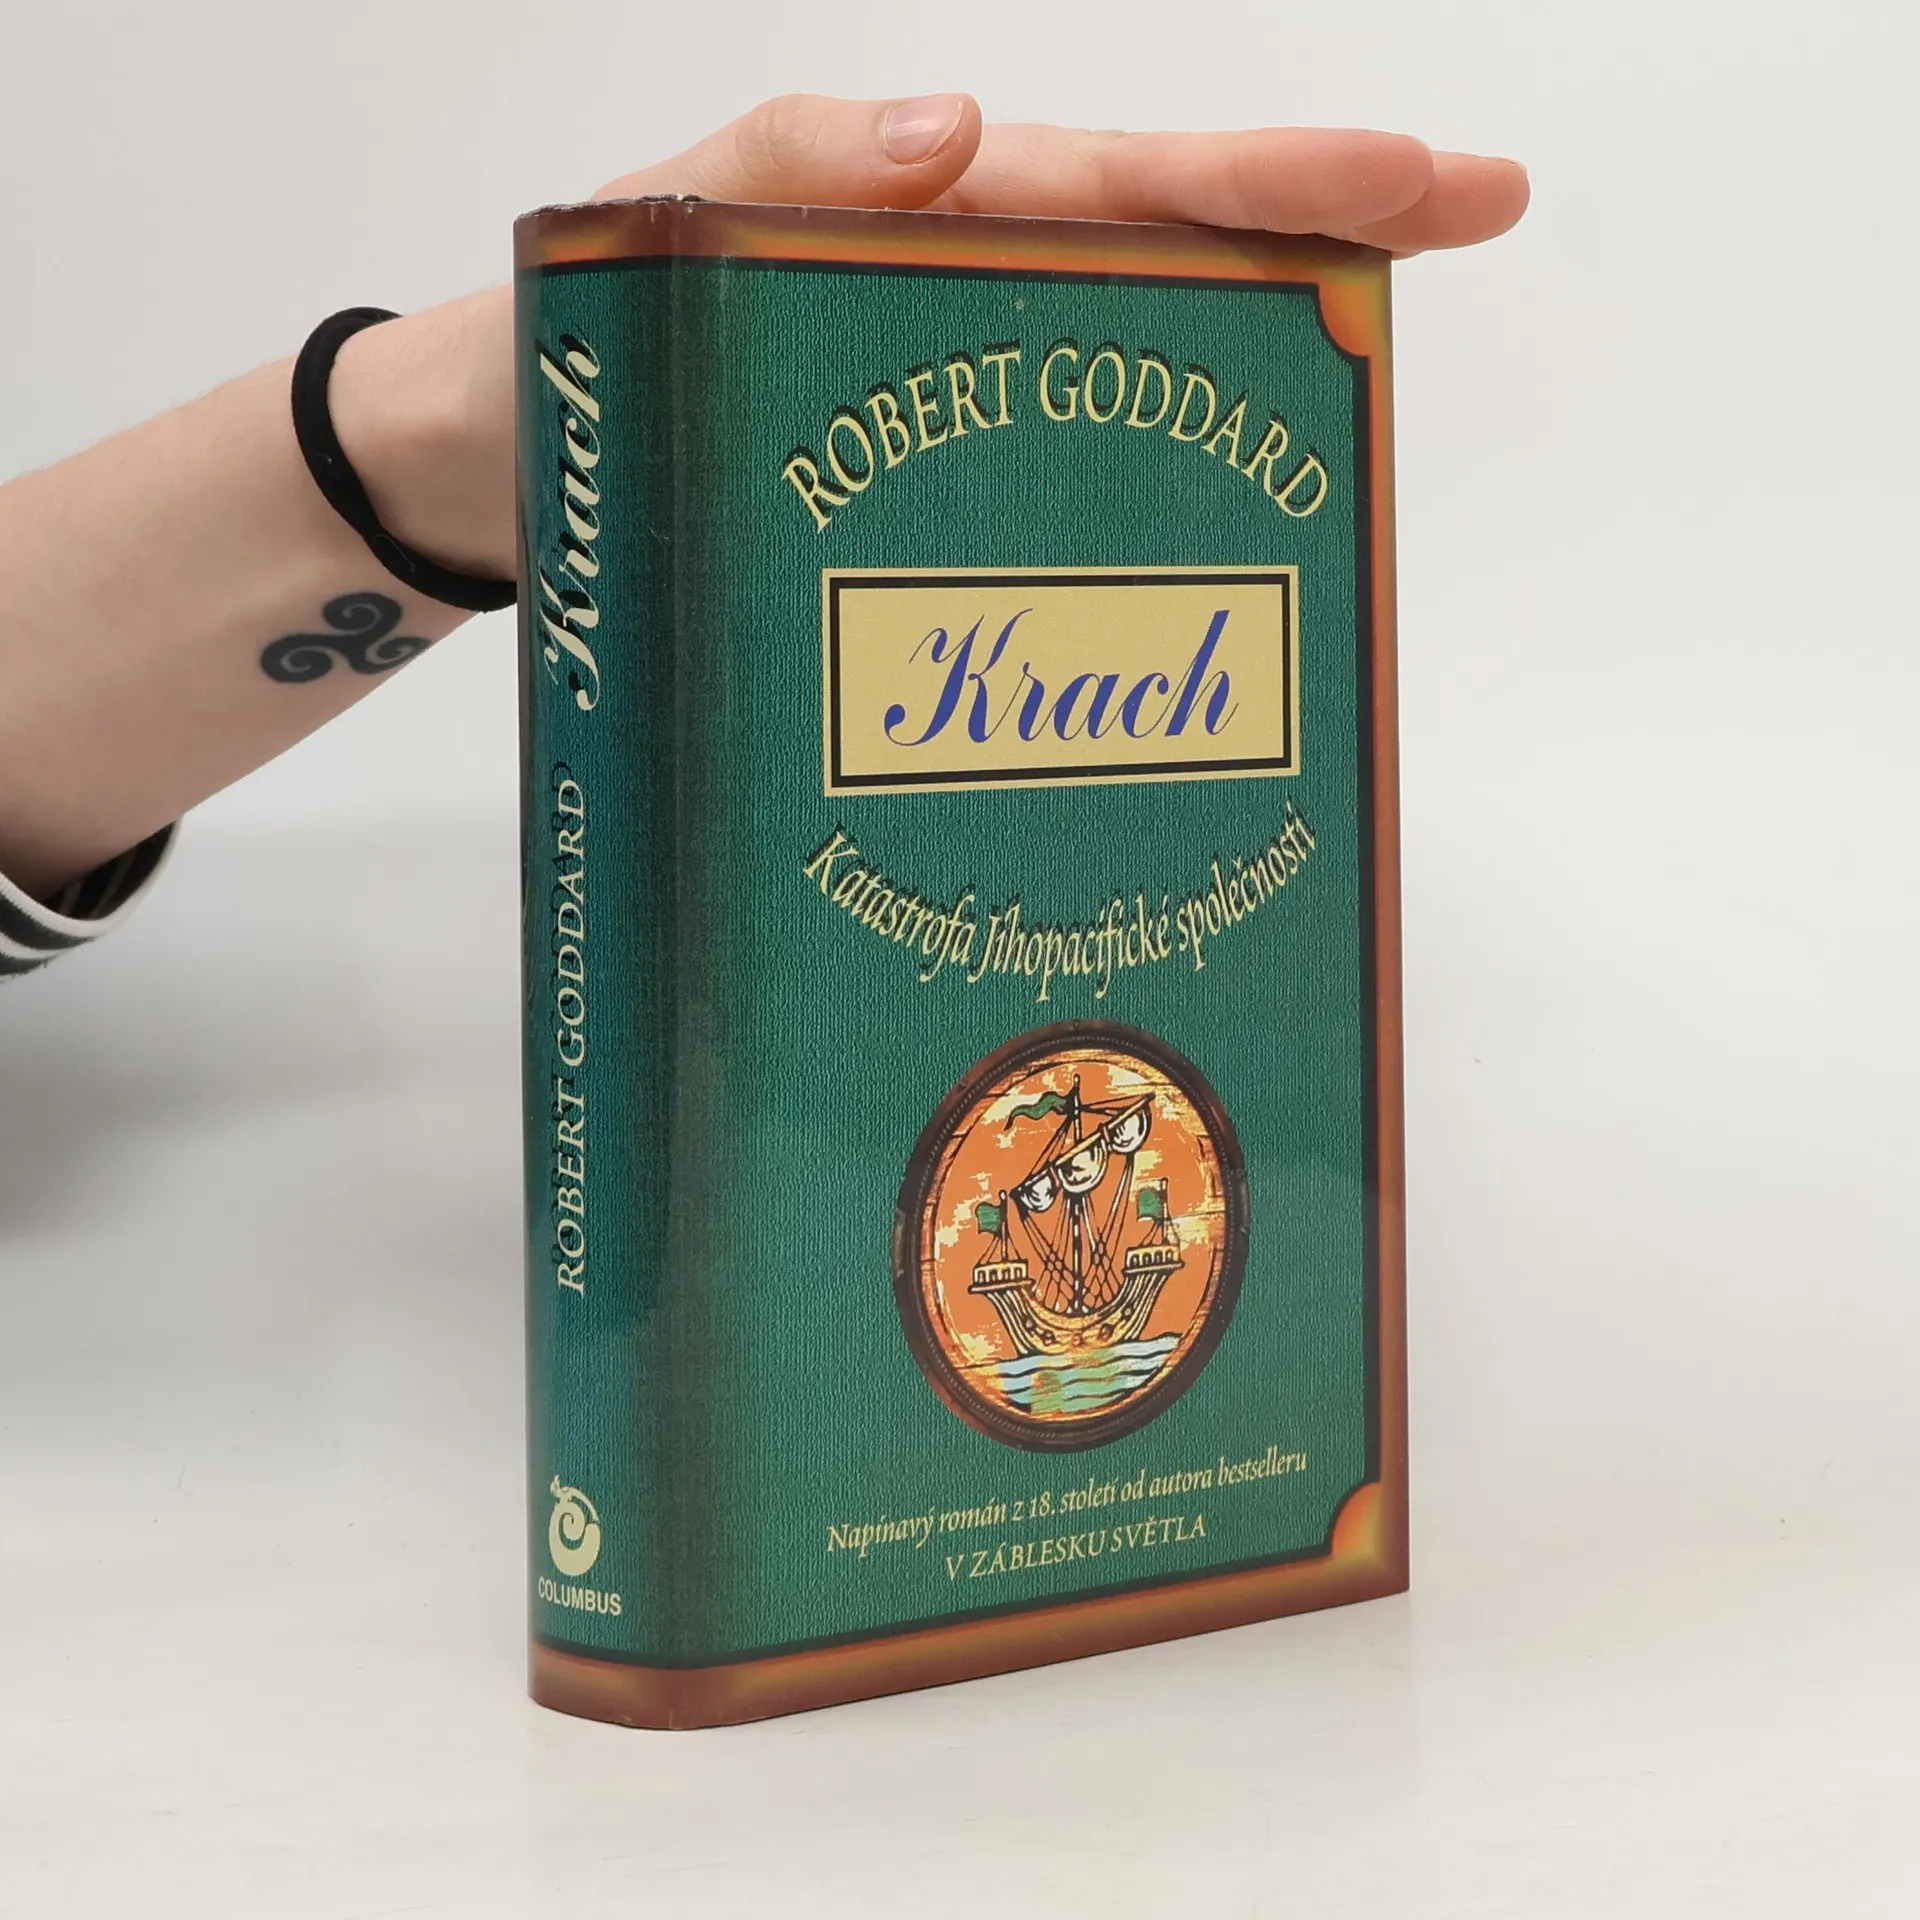 ROBERT GODDARD
Krach
Katastrofa Jihopacifické společnosti
Napínavý román z 18. století od autora bestselleru
V ZÁBLESKU SVĚTLA
Krach
ROBERT GODDARD
COLUMBUS